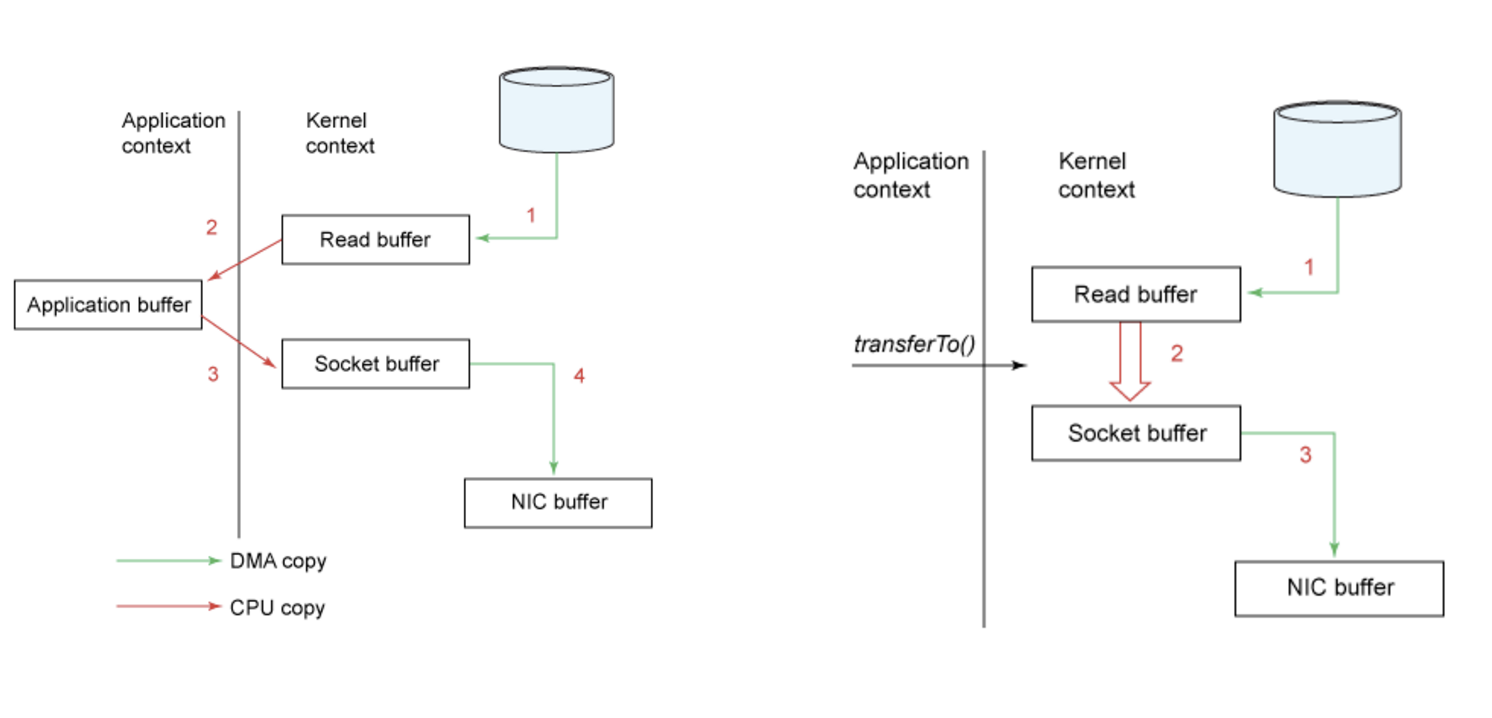 Application
context
Kernel
context
1
2
Read buffer
Application buffer
3
Socket buffer
4
NIC buffer
DMA copy
CPU copy
Application
context
Kernel
context
1
Read buffer
transferTo()
2
Socket buffer
3
NIC buffer